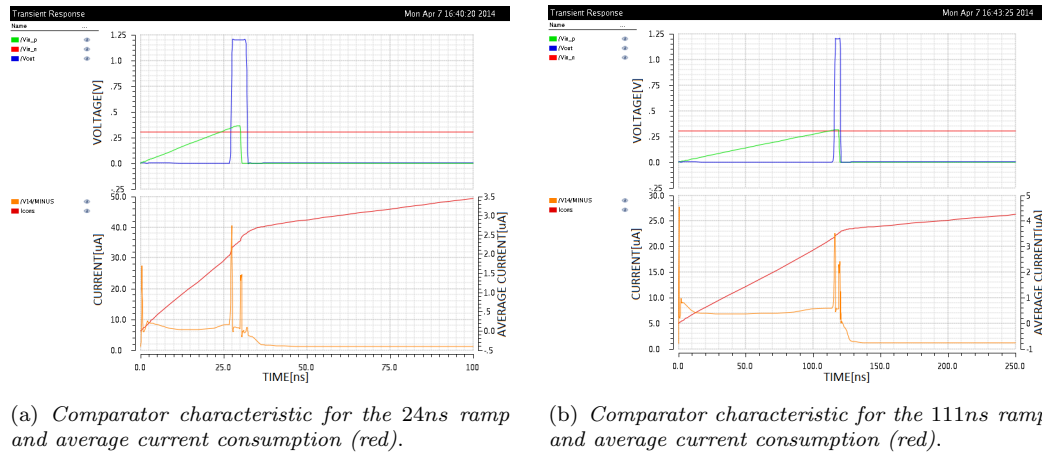 Transient Response Mon Apr 7 16:40:20 2014
Name ...
/Vin_p
/Vin_n
/Vout
VOLTAGE[V]
1.25
1.0
.75
.5
.25
0.0
-.25
/V14/MINUS
Icons
CURRENT[uA]
50.0
40.0
30.0
20.0
10.0
0.0
AVERAGE CURRENT[uA]
3.5
3.0
2.5
2.0
1.5
1.0
.5
0.0
-.5
0.0 25.0 50.0 75.0 100
TIME[ns]
(a) Comparator characteristic for the 24ns ramp
and average current consumption (red).
Transient Response Mon Apr 7 16:43:25 2014
Name ...
/Vin_p
/Vout
/Vin_n
VOLTAGE[V]
1.25
1.0
.75
.5
.25
0.0
-.25
/V14/MINUS
Icons
CURRENT[uA]
30.0
25.0
20.0
15.0
10.0
5.0
0.0
AVERAGE CURRENT[uA]
5
4
3
2
1
0
-1
0.0 50.0 100.0 150.0 200.0 250.0
TIME[ns]
(b) Comparator characteristic for the 111ns ramp
and average current consumption (red).